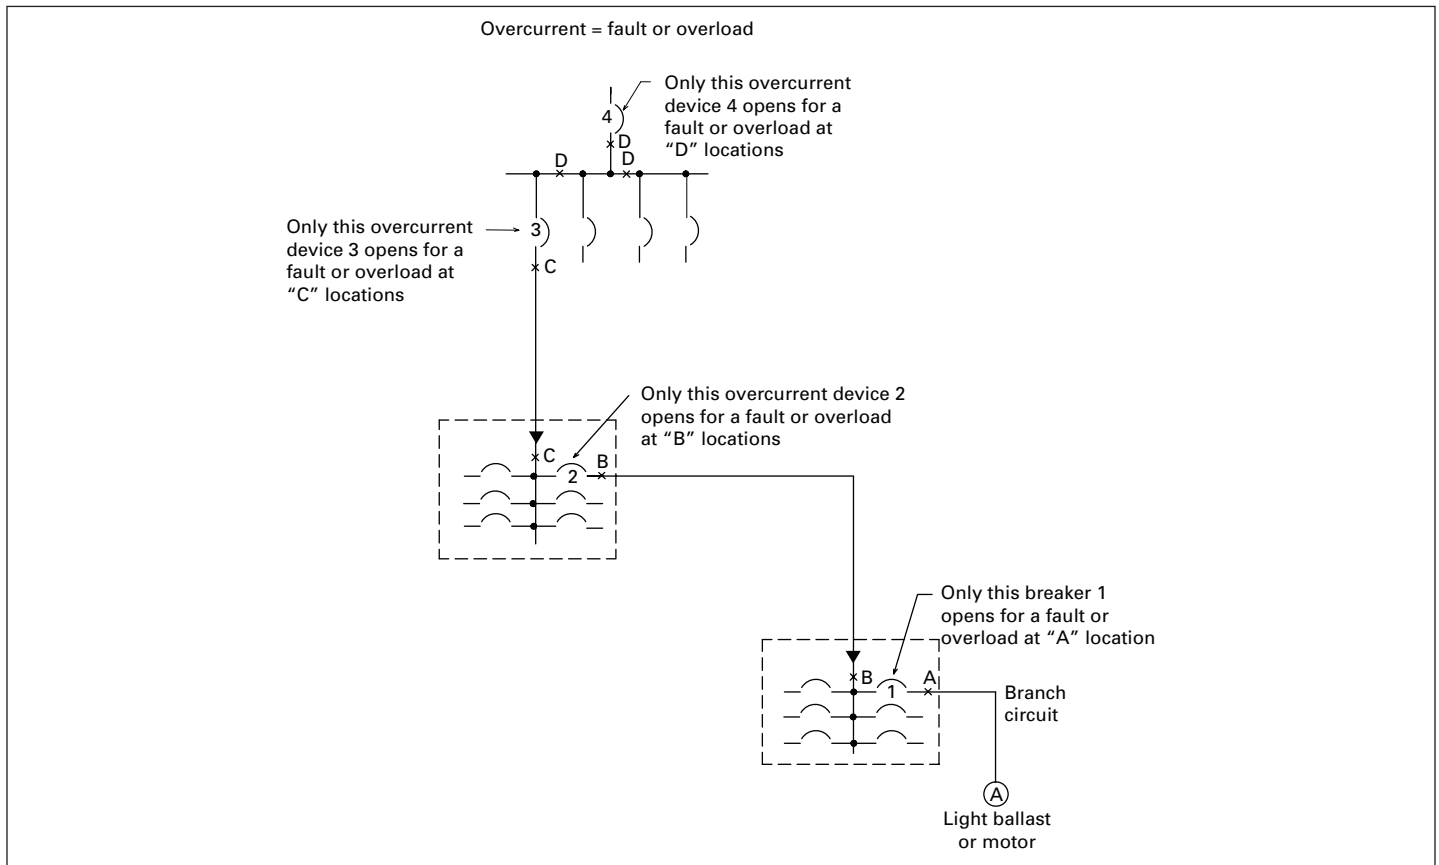 Overcurrent = fault or overload
Only this overcurrent
device 4 opens for a
fault or overload at
“D” locations
4
D
D
D
Only this overcurrent
device 3 opens for a
fault or overload at
“C” locations
3
C
Only this overcurrent device 2
opens for a fault or overload
at “B” locations
C
B
2
Only this breaker 1
opens for a fault or
overload at “A” location
B
A
1
Branch
circuit
A
Light ballast
or motor